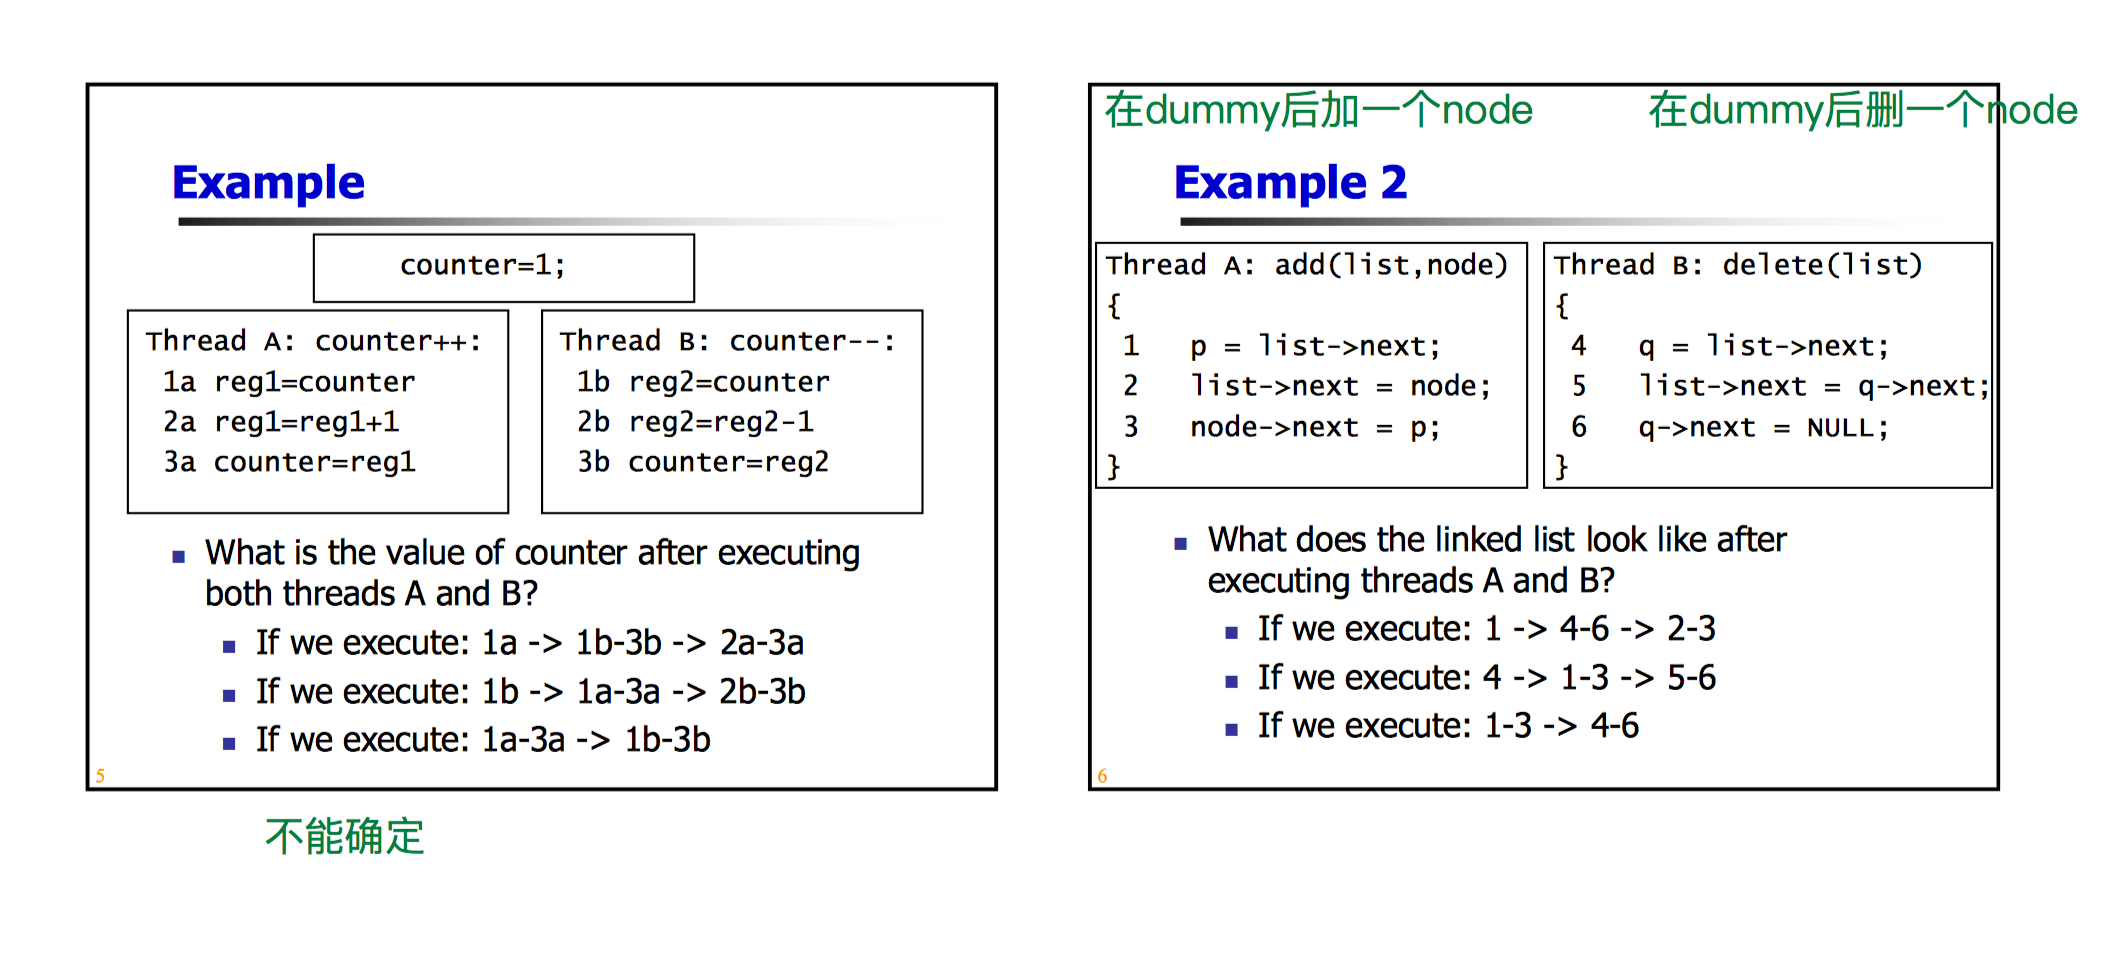 Example
counter=1;
Thread A: counter++:
1a reg1=counter
2a reg1=reg1+1
3a counter=reg1
Thread B: counter--:
1b reg2=counter
2b reg2=reg2-1
3b counter=reg2
What is the value of counter after executing
both threads A and B?
If we execute: 1a -> 1b-3b -> 2a-3a
If we execute: 1b -> 1a-3a -> 2b-3b
If we execute: 1a-3a -> 1b-3b
5
不能确定
在dummy后加一个node
在dummy后删一个node
Example 2
Thread A: add(list,node)
{
1 p = list->next;
2 list->next = node;
3 node->next = p;
}
Thread B: delete(list)
{
4 q = list->next;
5 list->next = q->next;
6 q->next = NULL;
}
What does the linked list look like after
executing threads A and B?
If we execute: 1 -> 4-6 -> 2-3
If we execute: 4 -> 1-3 -> 5-6
If we execute: 1-3 -> 4-6
6